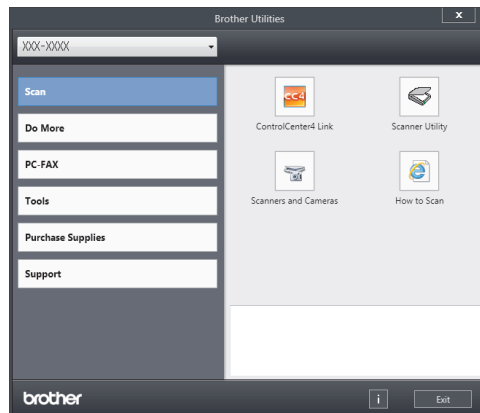 Brother Utilities
X
XXX-XXXX
Scan
Do More
PC-FAX
Tools
Purchase Supplies
Support
CC4
ControlCenter4 Link
Scanner Utility
Scanners and Cameras
How to Scan
brother
i
Exit